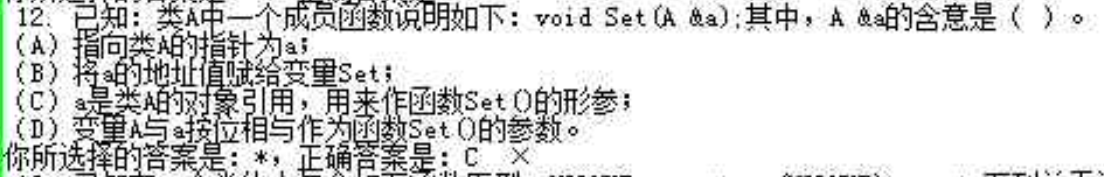 12. 已知：类A中一个成员函数说明如下：void Set(A &a);其中，A &a的含意是（ ）。
(A) 指向类A的指针为a；
(B) 将a的地址值赋给变量Set；
(C) a是类A的对象引用，用来作函数Set()的形参；
(D) 变量A与a按位相与作为函数Set()的参数。
你所选择的答案是：*，正确答案是：C ×